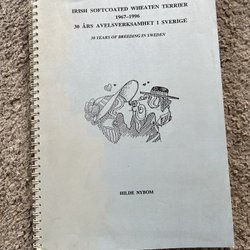 IRISH SOFTCOATED WHEATEN TERRIER
1967-1996
30 ÅRS AVELSVERKSAMHET I SVERIGE
30 YEARS OF BREEDING IN SWEDEN
HILDE NYBOM